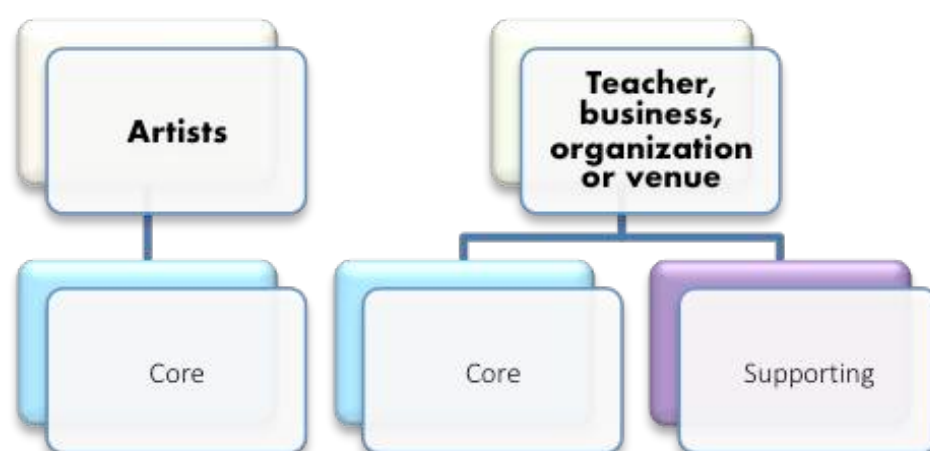 Artists
Teacher,
business,
organization
or venue
Core
Core
Supporting